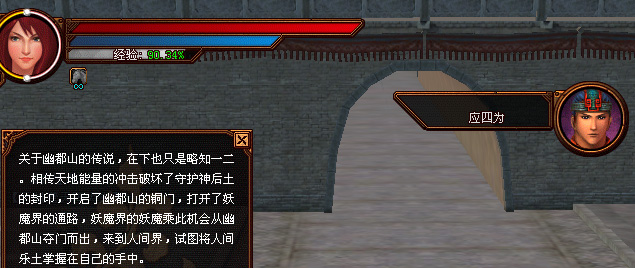 经验: 90.34%
∞
应四为
关于幽都山的传说，在下也只是略知一二
。相传天地能量的冲击破坏了守护神后土
的封印，开启了幽都山的铜门，打开了妖
魔界的通路，妖魔界的妖魔乘此机会从幽
都山夺门而出，来到人间界，试图将人间
乐土掌握在自己的手中。